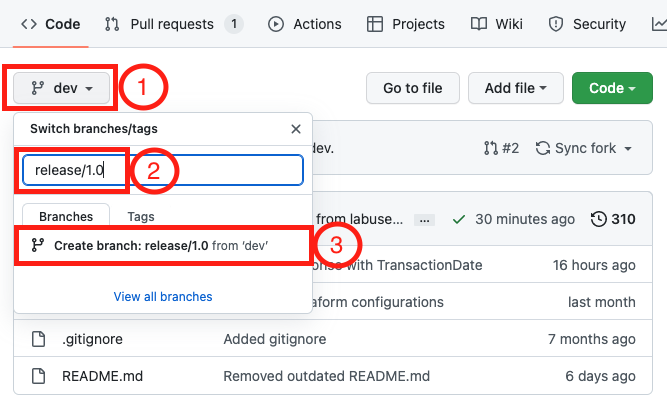 Code Pull requests 1 Actions Projects Wiki Security
dev 1 Go to file Add file Code
Switch branches/tags
dev. #2 Sync fork
release/1.0 2
Branches Tags
from labuse... ... 30 minutes ago 310
Create branch: release/1.0 from ‘dev’ 3
onse with TransactionDate 16 hours ago
View all branches
aform configurations last month
.gitignore Added gitignore 7 months ago
README.md Removed outdated README.md 6 days ago